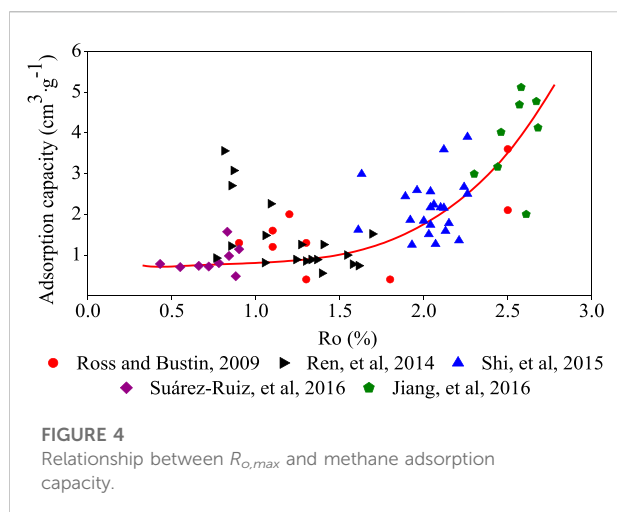 6
5
4
3
2
1
Adsorption capacity (cm³·g⁻¹)
0.0 0.5 1.0 1.5 2.0 2.5 3.0
Ro (%)
Ross and Bustin, 2009 Ren, et al, 2014 Shi, et al, 2015
Suárez-Ruiz, et al, 2016 Jiang, et al, 2016
FIGURE 4
Relationship between Ro,max and methane adsorption
capacity.